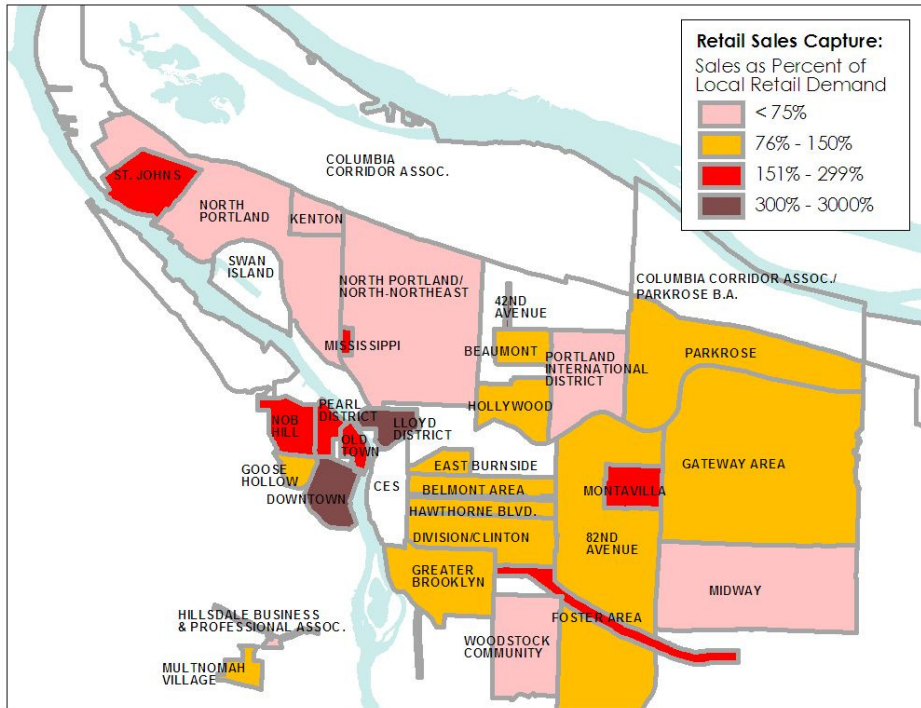 Retail Sales Capture:
Sales as Percent of
Local Retail Demand
< 75%
76% - 150%
151% - 299%
300% - 3000%
COLUMBIA
CORRIDOR ASSOC.
ST. JOHNS
NORTH
PORTLAND
KENTON
SWAN
ISLAND
NORTH PORTLAND/
NORTH-NORTHEAST
COLUMBIA CORRIDOR ASSOC./
PARKROSE B.A.
42ND
AVENUE
MISSISSIPPI
BEAUMONT
PORTLAND
INTERNATIONAL
DISTRICT
PARKROSE
HOLLYWOOD
NOB
HILL
PEARL
DISTRICT
OLD
TOWN
LLOYD
DISTRICT
GOOSE
HOLLOW
DOWNTOWN
CES
EAST BURNSIDE
BELMONT AREA
HAWTHORNE BLVD.
DIVISION/CLINTON
MONTAVILLA
GATEWAY AREA
82ND
AVENUE
GREATER
BROOKLYN
MIDWAY
FOSTER AREA
HILLSDALE BUSINESS
& PROFESSIONAL ASSOC.
WOODSTOCK
COMMUNITY
MULTNOMAH
VILLAGE